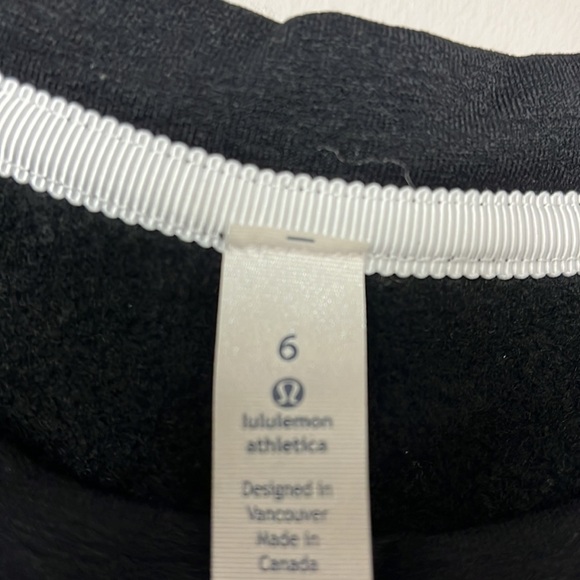 6
lululemon
athletica
Designed in
Vancouver
Made in
Canada